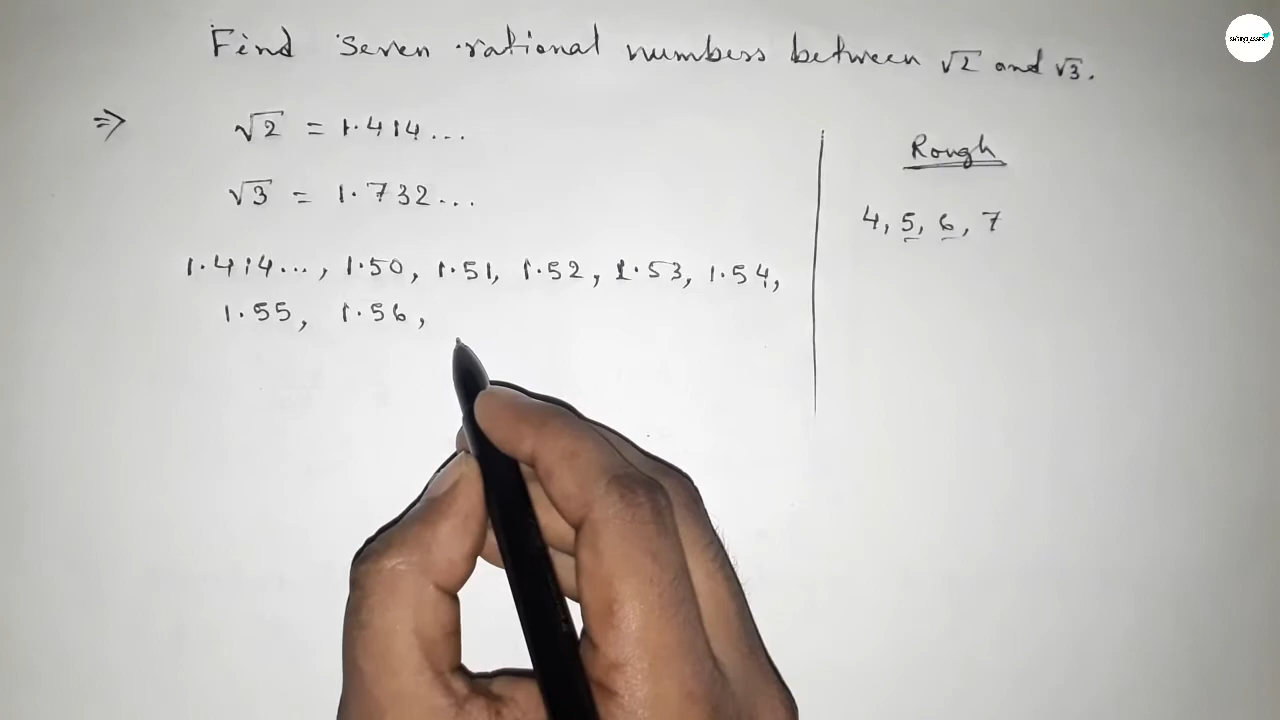 Find seven rational numbers between √2 and √3.
⇒ √2 = 1.414...
√3 = 1.732...
1.414..., 1.50, 1.51, 1.52, 1.53, 1.54,
1.55, 1.56,
Rough
4, 5, 6, 7